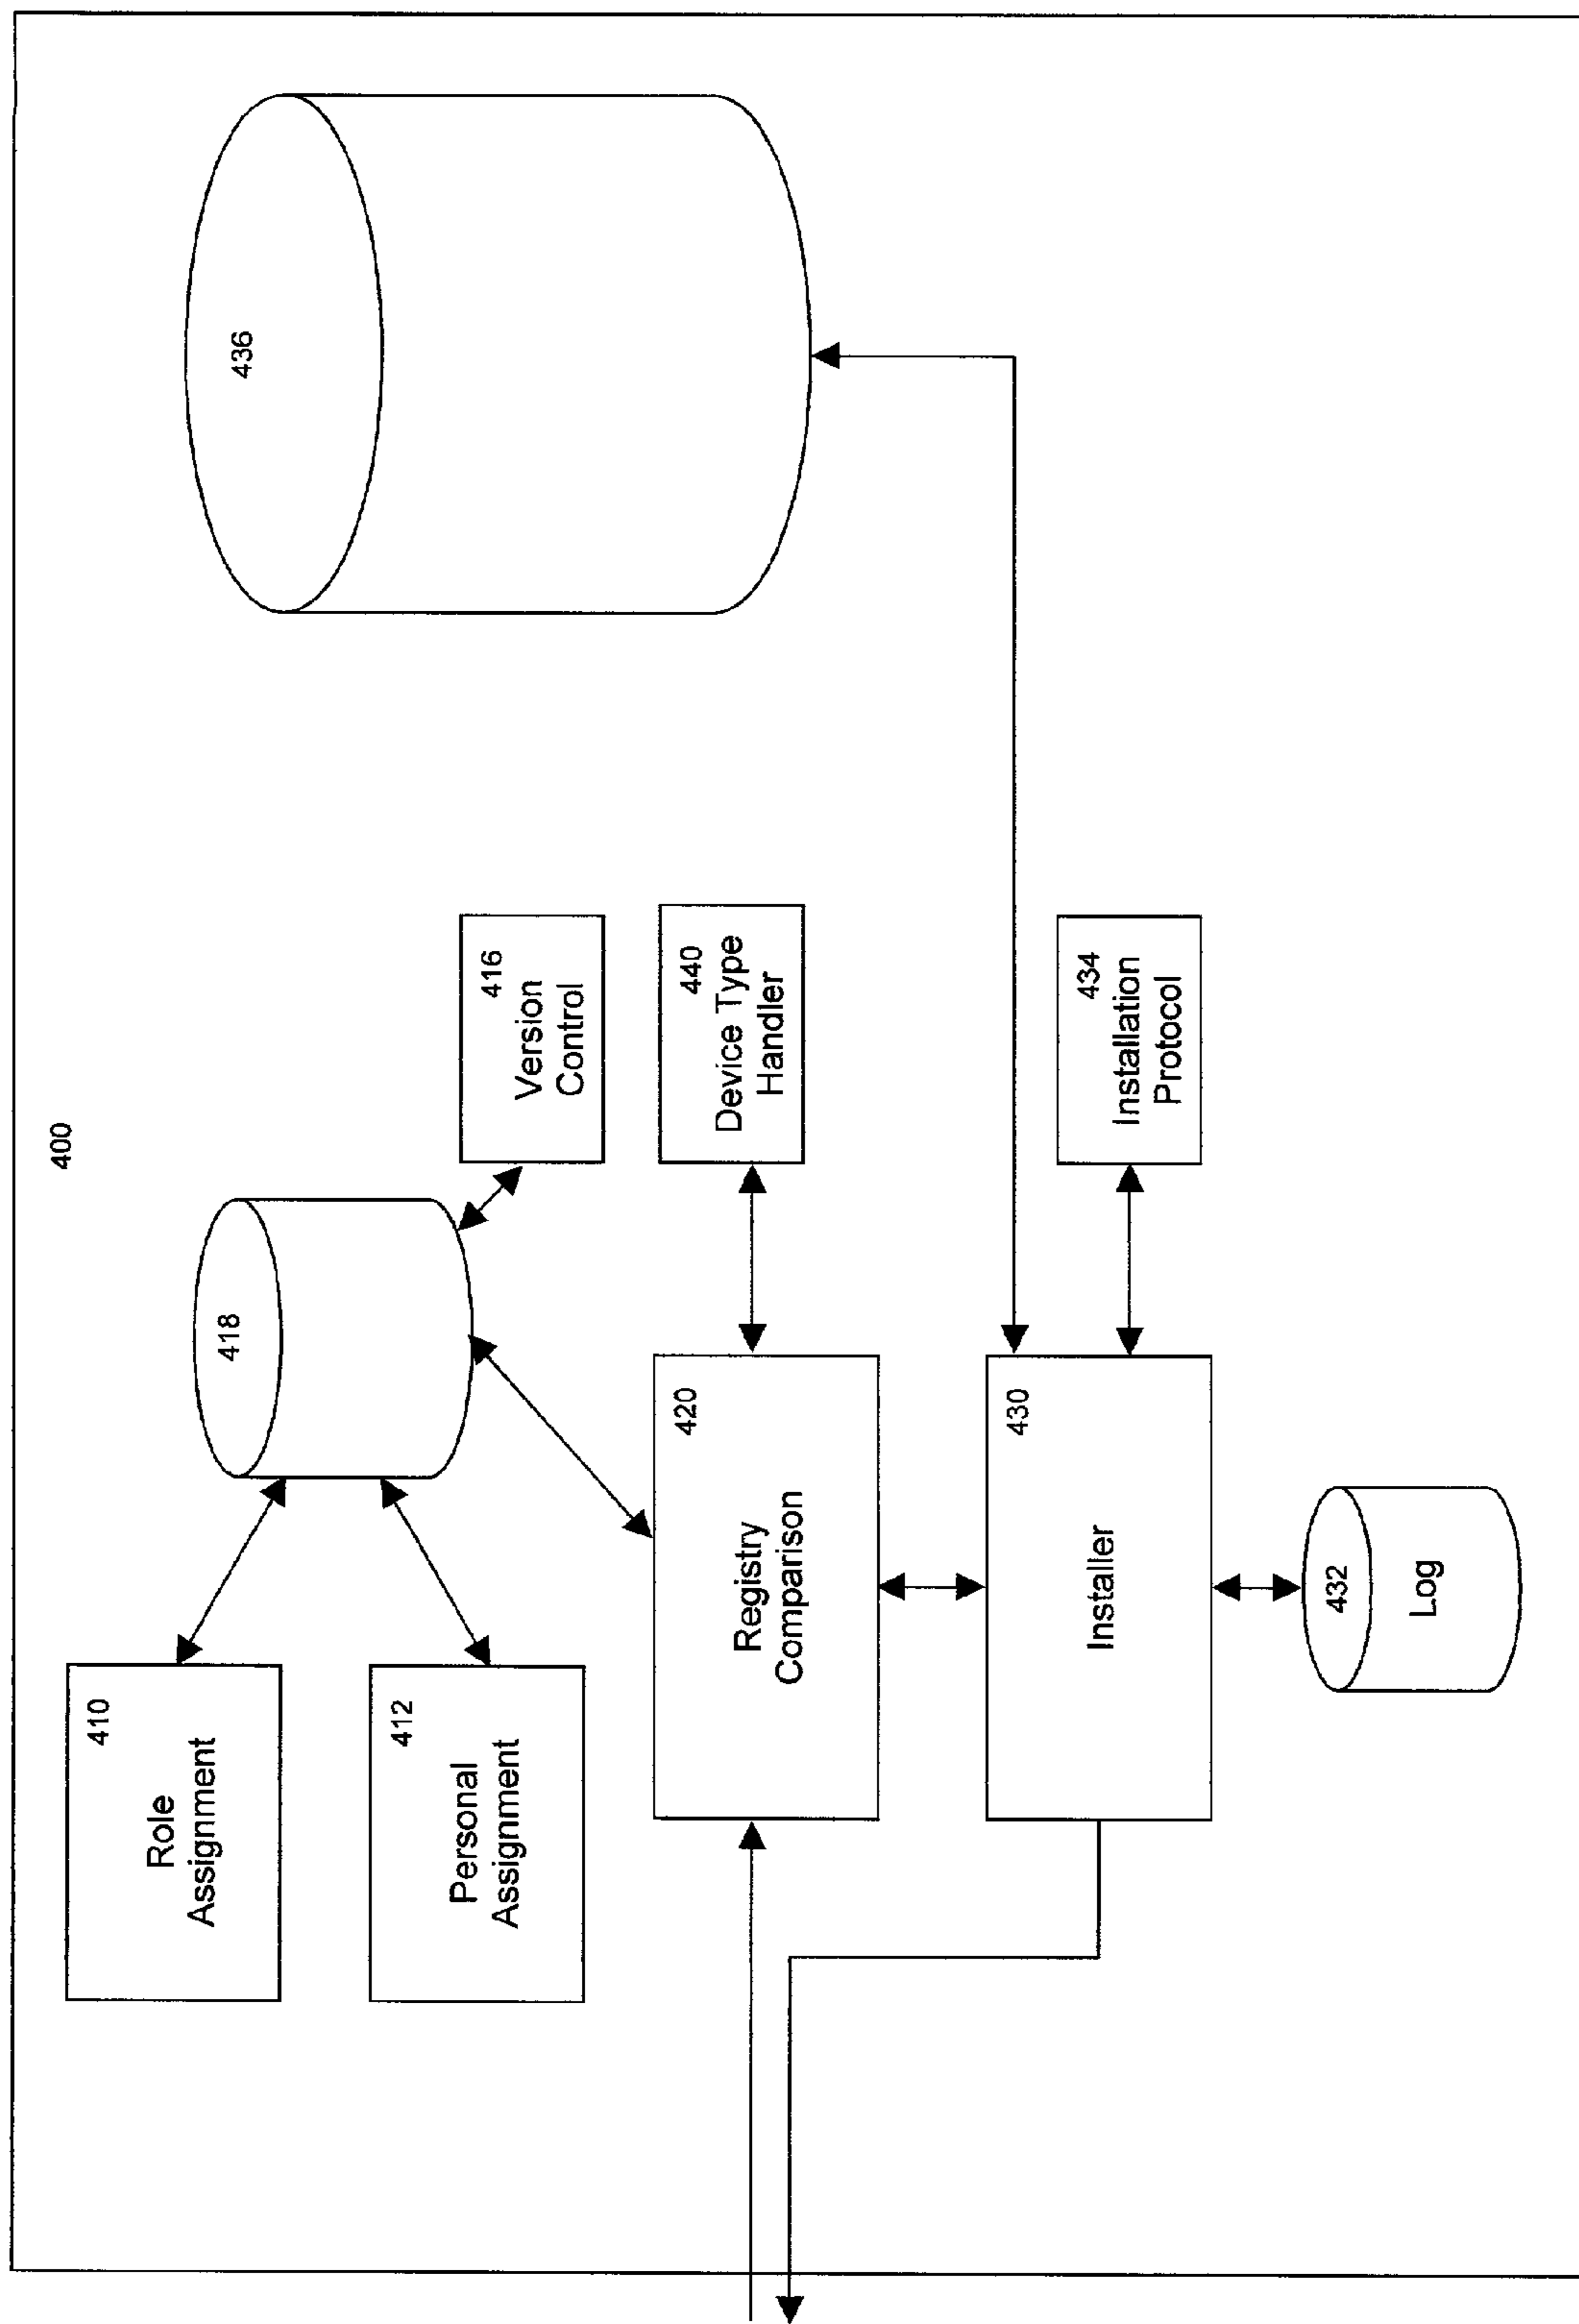 400
410
Role
Assignment
418
436
412
Personal
Assignment
416
Version
Control
420
Registry
Comparison
440
Device Type
Handler
430
Installer
434
Installation
Protocol
432
Log